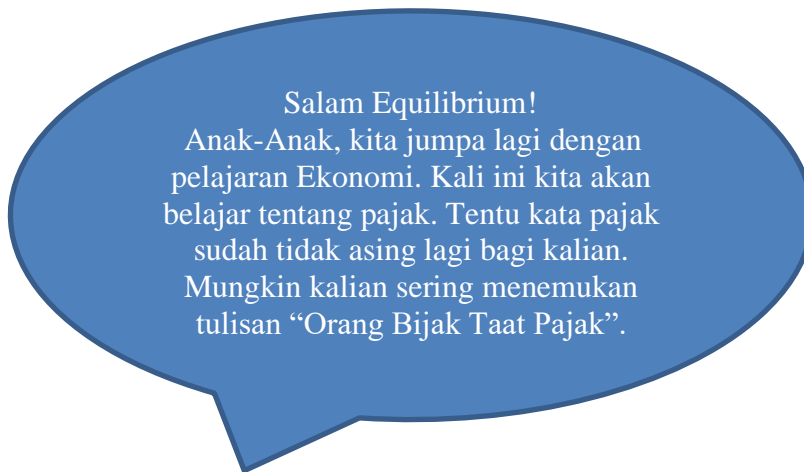 Salam Equilibrium!
Anak-Anak, kita jumpa lagi dengan
pelajaran Ekonomi. Kali ini kita akan
belajar tentang pajak. Tentu kata pajak
sudah tidak asing lagi bagi kalian.
Mungkin kalian sering menemukan
tulisan “Orang Bijak Taat Pajak”.